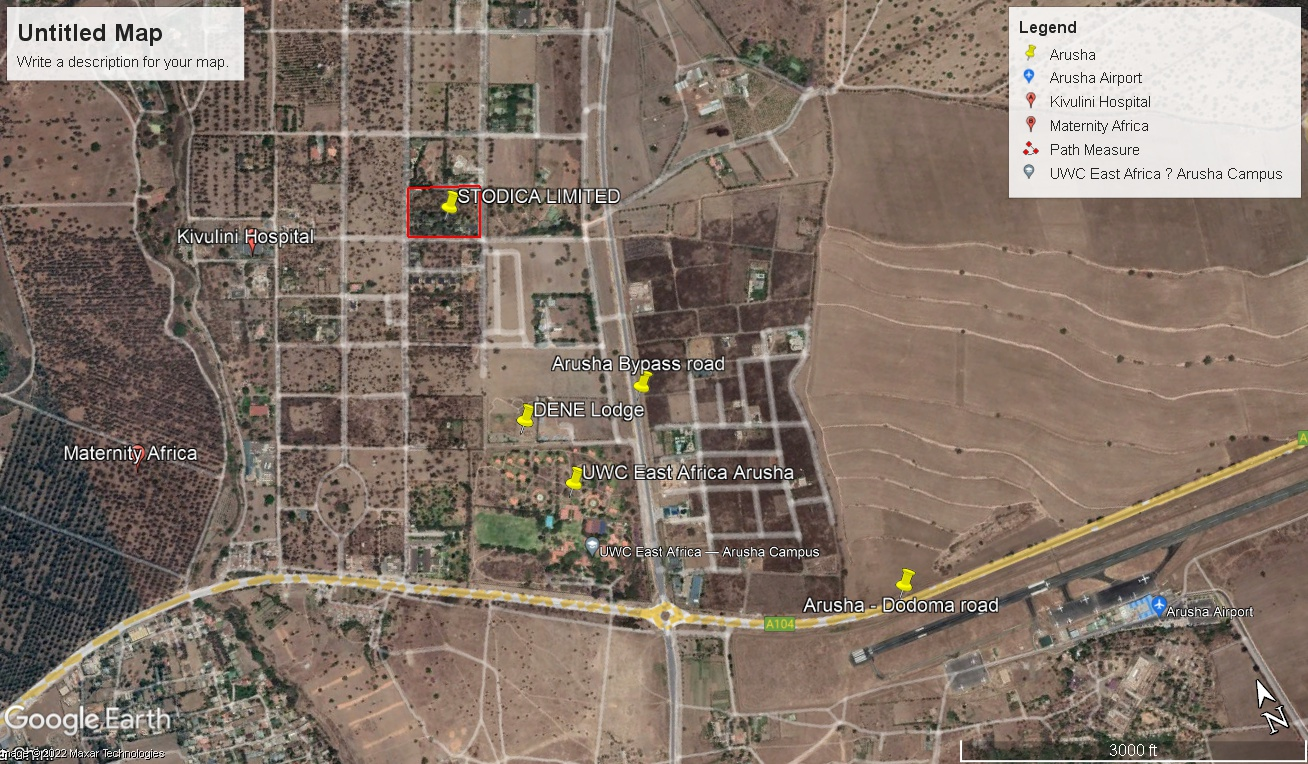 Untitled Map
Write a description for your map.
Legend
Arusha
Arusha Airport
Kivulini Hospital
Maternity Africa
Path Measure
UWC East Africa ? Arusha Campus
STODICA LIMITED
Kivulini Hospital
Arusha Bypass road
DENE Lodge
Maternity Africa
UWC East Africa Arusha
UWC East Africa — Arusha Campus
Arusha - Dodoma road
Arusha Airport
A104
A
Google Earth
© 2022 Maxar Technologies
N
3000 ft